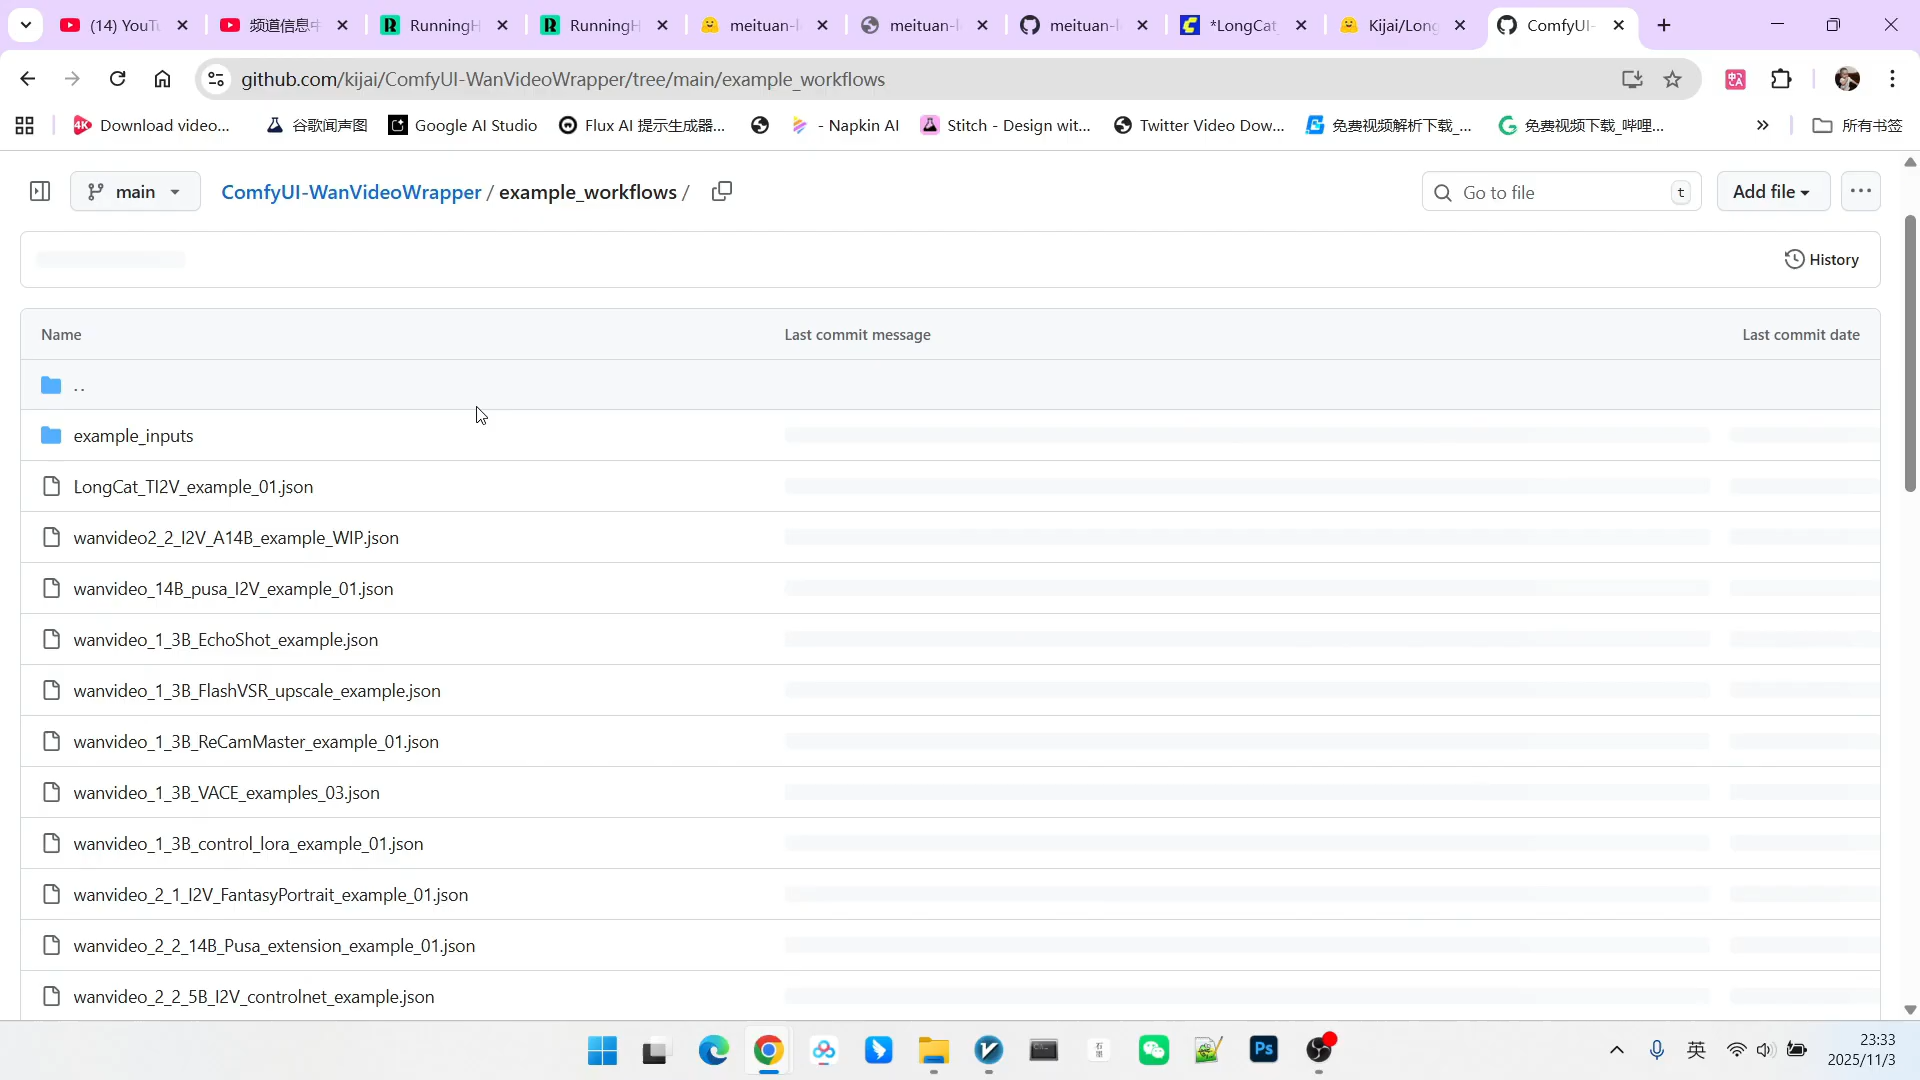 (14) YouTu
频道信息中
RunningH
RunningH
meituan-l
meituan-l
meituan-l
*LongCat
Kijai/Long
ComfyUI-
github.com/kijai/ComfyUI-WanVideoWrapper/tree/main/example_workflows
Download video...
谷歌闻声图
Google AI Studio
Flux AI 提示生成器...
- Napkin AI
Stitch - Design wit...
Twitter Video Dow...
免费视频解析下载_...
免费视频下载_哔哩...
所有书签
main
ComfyUI-WanVideoWrapper / example_workflows /
Go to file
t
Add file
History
Name
Last commit message
Last commit date
..
example_inputs
LongCat_TI2V_example_01.json
wanvideo2_2_I2V_A14B_example_WIP.json
wanvideo_14B_pusa_I2V_example_01.json
wanvideo_1_3B_EchoShot_example.json
wanvideo_1_3B_FlashVSR_upscale_example.json
wanvideo_1_3B_ReCamMaster_example_01.json
wanvideo_1_3B_VACE_examples_03.json
wanvideo_1_3B_control_lora_example_01.json
wanvideo_2_1_I2V_FantasyPortrait_example_01.json
wanvideo_2_2_14B_Pusa_extension_example_01.json
wanvideo_2_2_5B_I2V_controlnet_example.json
Ps
英
23:33
2025/11/3